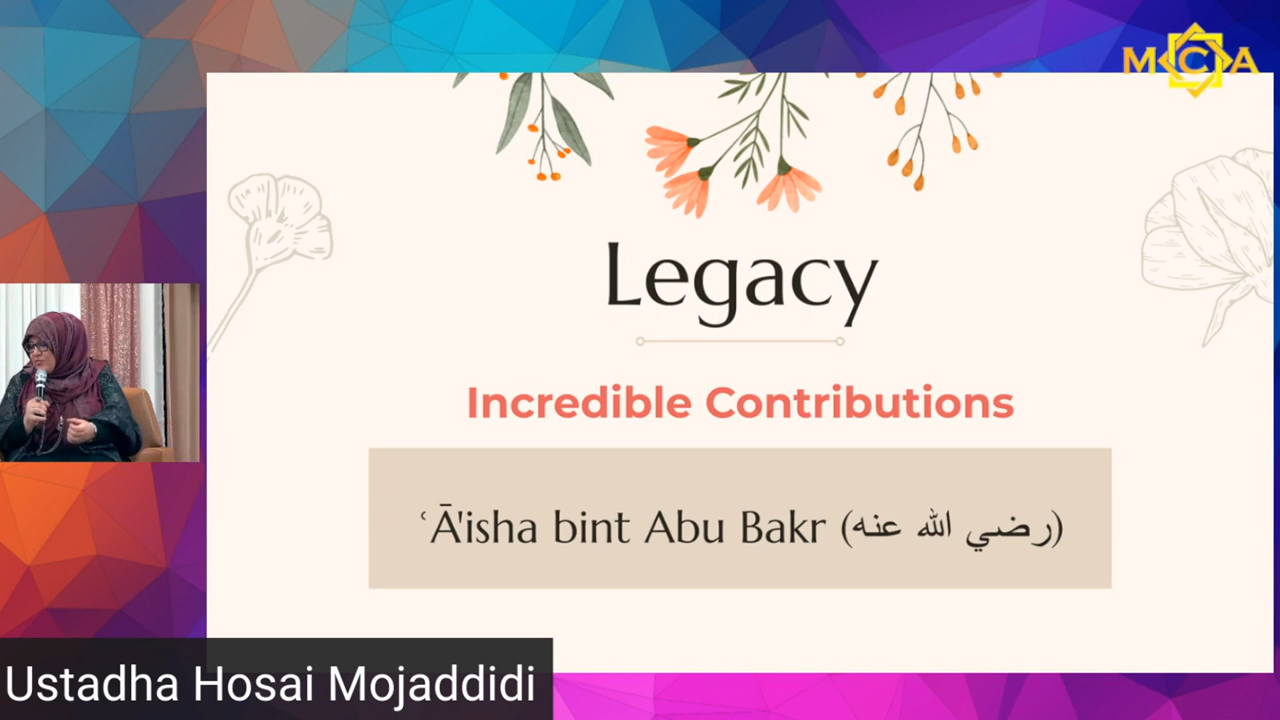 MCA
Legacy
Incredible Contributions
ʿĀ'isha bint Abu Bakr (رضي الله عنه)
Ustadha Hosai Mojaddidi